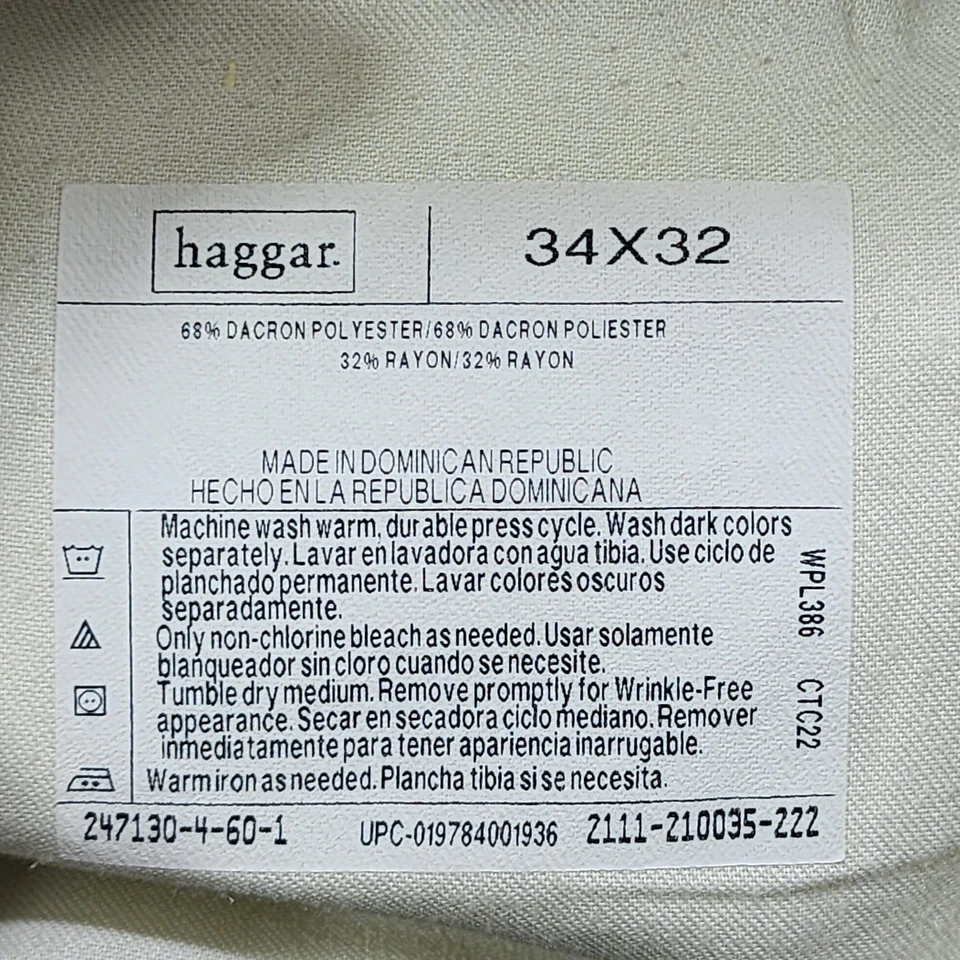 haggar.
34X32
68% DACRON POLYESTER/68% DACRON POLIESTER
32% RAYON/32% RAYON
MADE IN DOMINICAN REPUBLIC
HECHO EN LA REPUBLICA DOMINICANA
Machine wash warm, durable press cycle. Wash dark colors
separately. Lavar en lavadora con agua tibia. Use ciclo de
planchado permanente. Lavar colores oscuros
separadamente.
Only non-chlorine bleach as needed. Usar solamente
blanqueador sin cloro cuando se necesite.
Tumble dry medium. Remove promptly for Wrinkle-Free
appearance. Secar en secadora ciclo mediano. Remover
inmediatamente para tener apariencia inarrugable.
Warm iron as needed. Plancha tibia si se necesita.
WPL386 CTC22
247130-4-60-1
UPC-019784001936
2111-210035-222